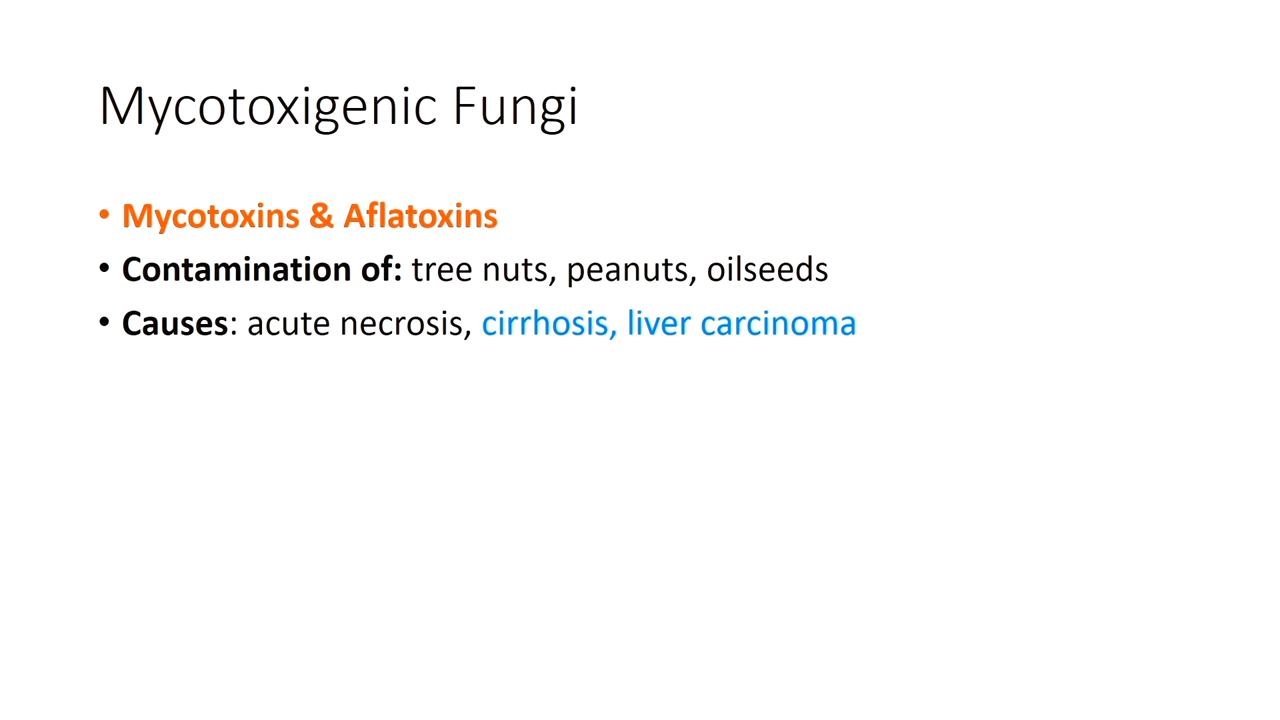 Mycotoxigenic Fungi
• Mycotoxins & Aflatoxins
• Contamination of: tree nuts, peanuts, oilseeds
• Causes: acute necrosis, cirrhosis, liver carcinoma